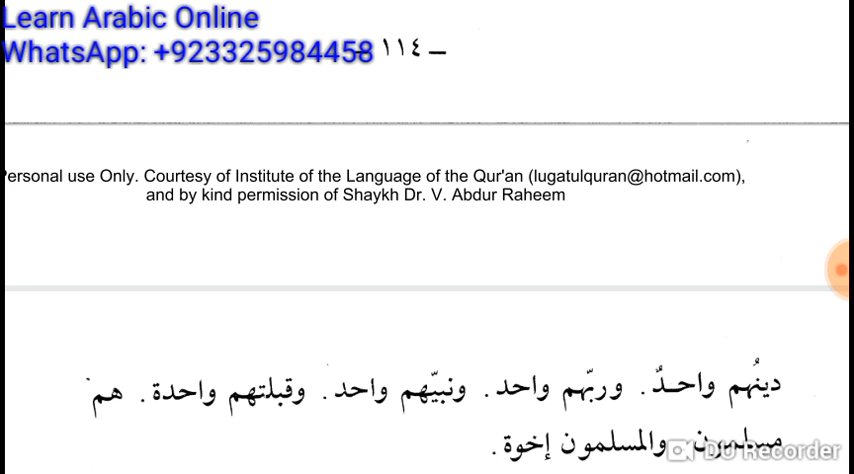 Learn Arabic Online
WhatsApp: +923325984458
– ١١٤ –
Personal use Only. Courtesy of Institute of the Language of the Qur'an (lugatulquran@hotmail.com),
and by kind permission of Shaykh Dr. V. Abdur Raheem
دينُهم واحـدٌ . وربّهم واحد . ونبيّهم واحد . وقبلتهم واحدة . هم
مسلمون . والمسلمون إخوة .
DU Recorder